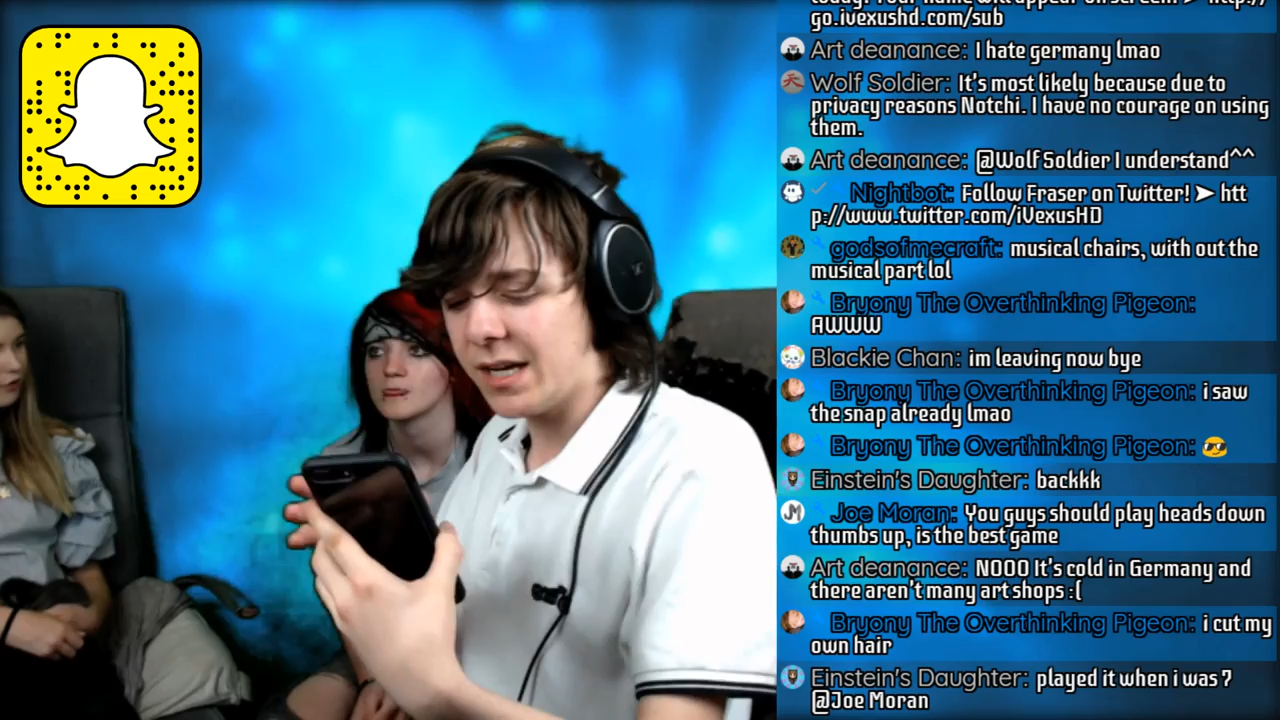 go.ivexushd.com/sub
Art deanance: I hate germany lmao
Wolf Soldier: It's most likely because due to
privacy reasons Notchi. I have no courage on using
them.
Art deanance: @Wolf Soldier I understand^^
Nightbot: Follow Fraser on Twitter! ➤ htt
p://www.twitter.com/iVexusHD
godsofmecraft: musical chairs, with out the
musical part lol
Bryony The Overthinking Pigeon:
AWWW
Blackie Chan: im leaving now bye
Bryony The Overthinking Pigeon: i saw
the snap already lmao
Bryony The Overthinking Pigeon: 😎
Einstein's Daughter: backkk
Joe Moran: You guys should play heads down
thumbs up, is the best game
Art deanance: NOOO It's cold in Germany and
there aren't many art shops :(
Bryony The Overthinking Pigeon: i cut my
own hair
Einstein's Daughter: played it when i was 7
@Joe Moran